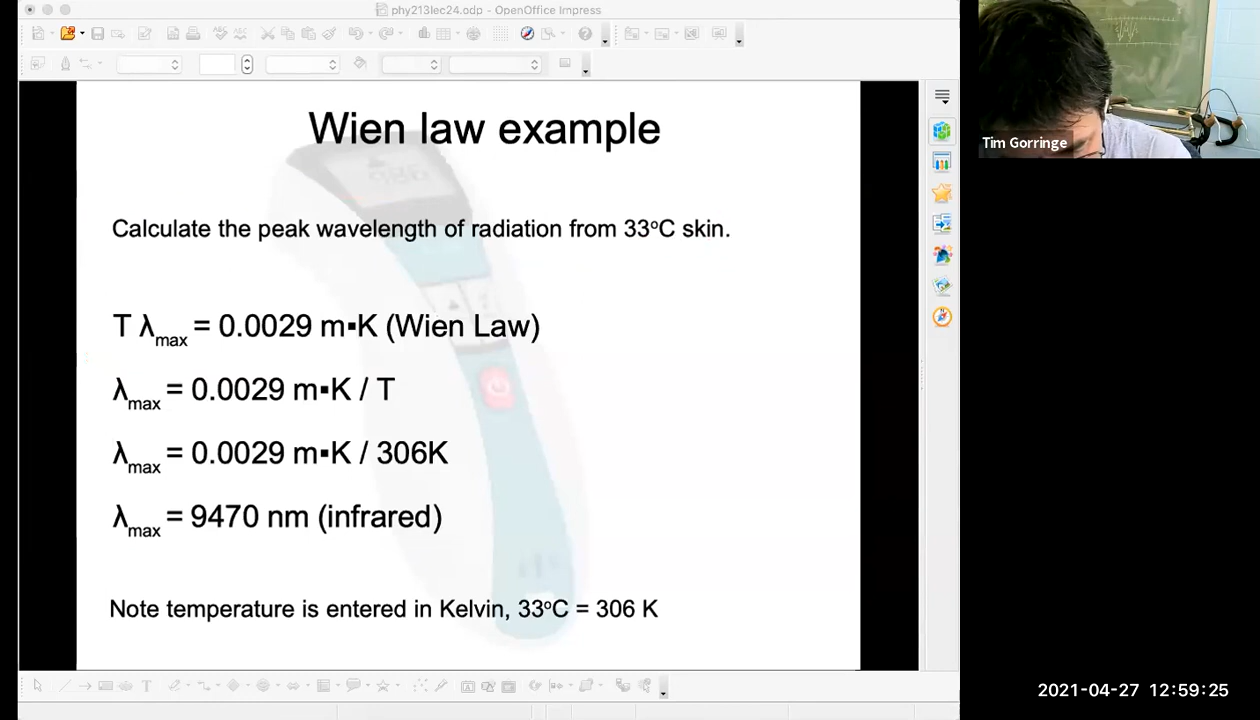 phy213lec24.odp - OpenOffice Impress
Wien law example
Calculate the peak wavelength of radiation from 33°C skin.
T λmax = 0.0029 m▪K (Wien Law)
λmax = 0.0029 m▪K / T
λmax = 0.0029 m▪K / 306K
λmax = 9470 nm (infrared)
Note temperature is entered in Kelvin, 33°C = 306 K
Tim Gorringe
2021-04-27 12:59:25